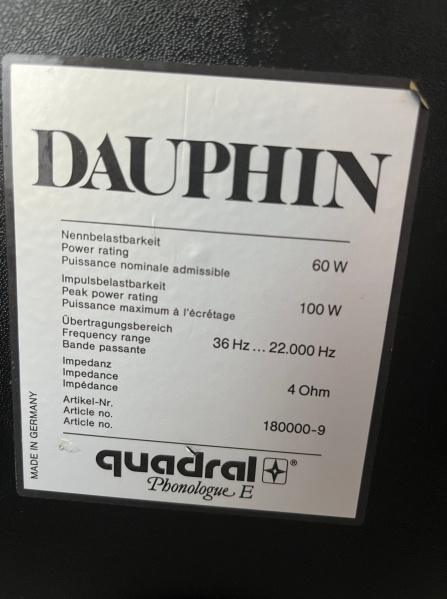 DAUPHIN
Nennbelastbarkeit
Power rating
Puissance nominale admissible
60 W
Impulsbelastbarkeit
Peak power rating
Puissance maximum à l'écrétage
100 W
Übertragungsbereich
Frequency range
Bande passante
36 Hz ... 22.000 Hz
Impedanz
Impedance
Impédance
4 Ohm
Artikel-Nr.
Article no.
Article no.
180000-9
MADE IN GERMANY
quadral ®
Phonologue E